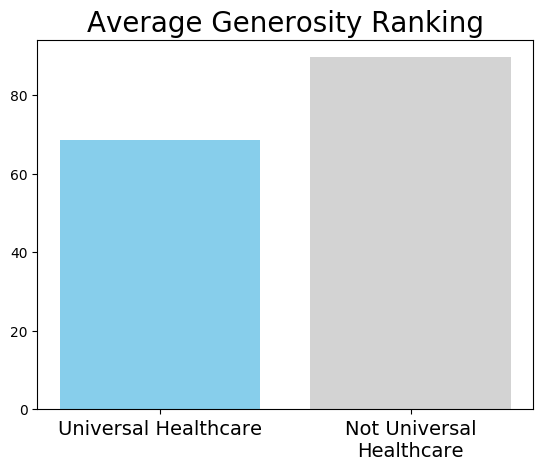 Average Generosity Ranking
80
60
40
20
0
Universal Healthcare
Not Universal
Healthcare